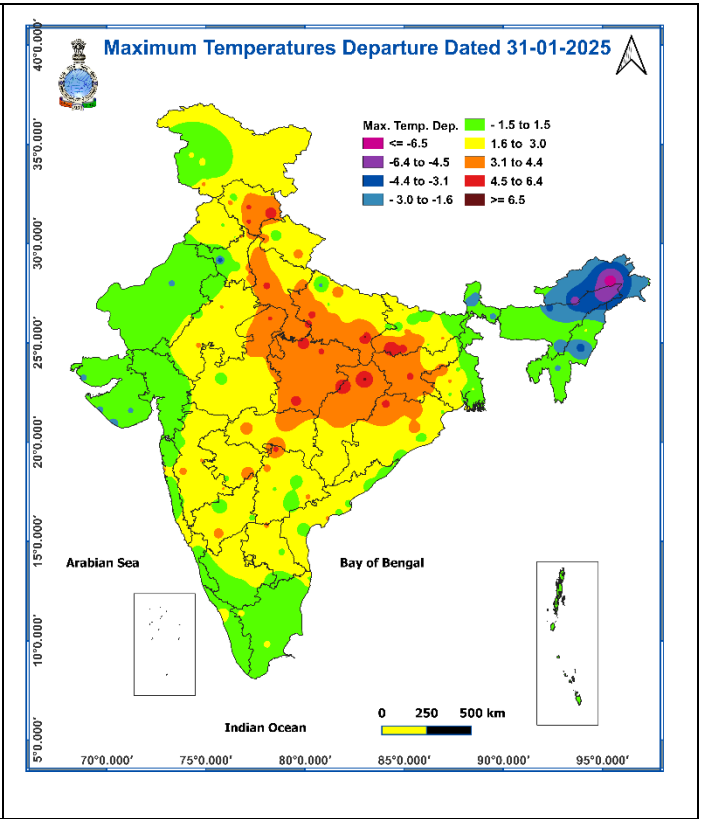 Maximum Temperatures Departure Dated 31-01-2025
Max. Temp. Dep.
<= -6.5
-6.4 to -4.5
-4.4 to -3.1
- 3.0 to -1.6
- 1.5 to 1.5
1.6 to 3.0
3.1 to 4.4
4.5 to 6.4
>= 6.5
40°0.000'
35°0.000'
30°0.000'
25°0.000'
20°0.000'
15°0.000'
10°0.000'
5°0.000'
Arabian Sea
Bay of Bengal
Indian Ocean
0 250 500 km
70°0.000' 75°0.000' 80°0.000' 85°0.000' 90°0.000' 95°0.000'